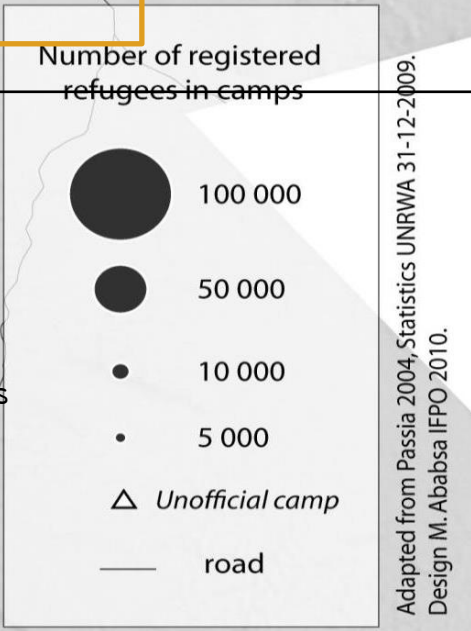 Number of registered
refugees in camps
100 000
50 000
10 000
5 000
s
Unofficial camp
road
Adapted from Passia 2004, Statistics UNRWA 31-12-2009.
Design M. Ababsa IFPO 2010.